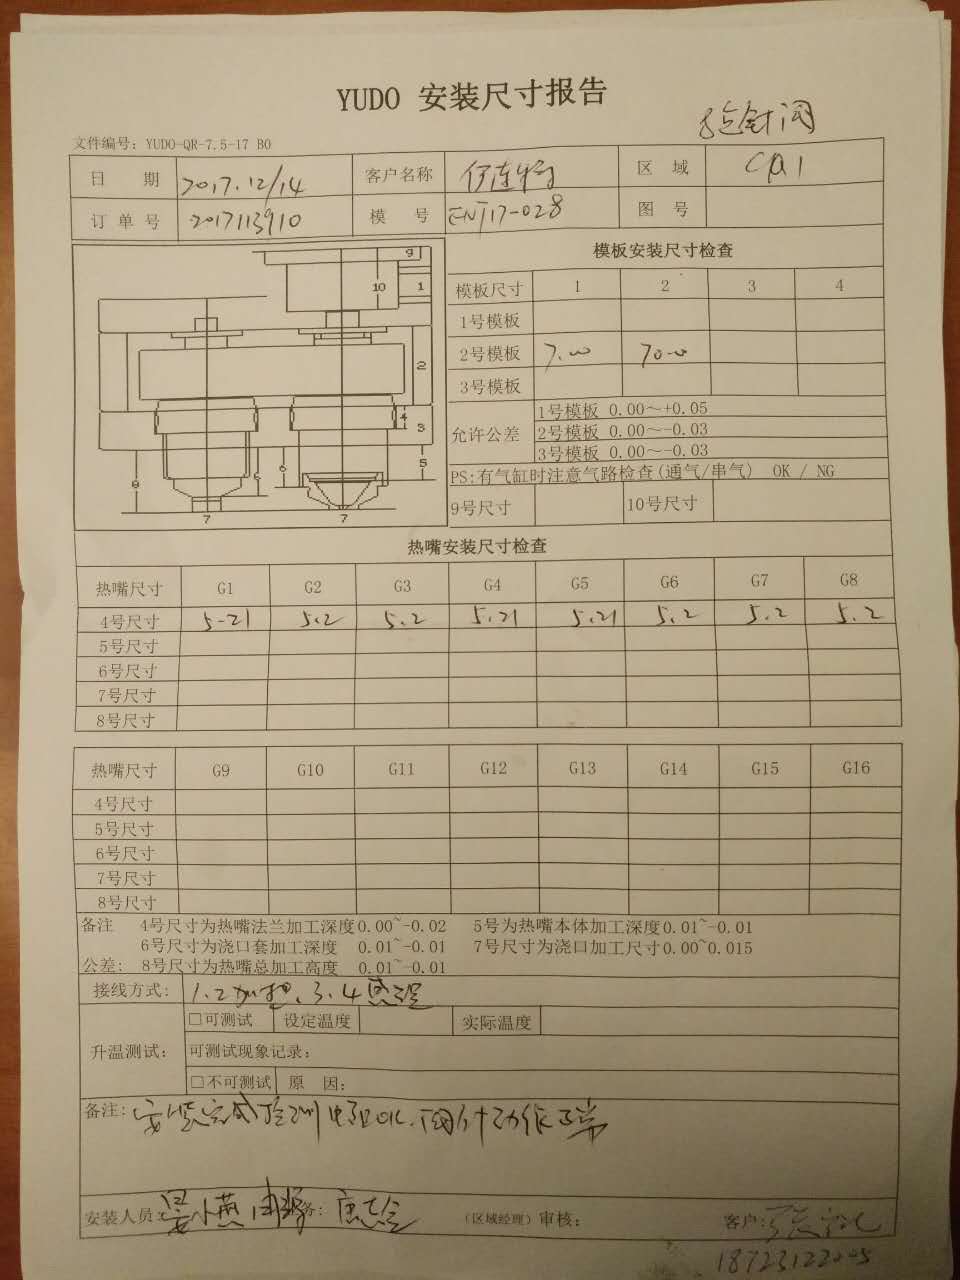 YUDO 安装尺寸报告
针阀
文件编号: YUDO-QR-7.5-17 B0
日 期 2017.12/14 客户名称 伊连特 区 域 CQ1
订单号 2017113910 模 号 ENT17-028 图 号
模板安装尺寸检查
模板尺寸 1 2 3 4
1号模板
2号模板 7.00 70.0
3号模板
允许公差 1号模板 0.00~+0.05
2号模板 0.00~-0.03
3号模板 0.00~-0.03
PS:有气缸时注意气路检查(通气/串气) OK / NG
9号尺寸 10号尺寸
9
10 1
2
4 3
5
8 6 6
7 7
热嘴安装尺寸检查
热嘴尺寸 G1 G2 G3 G4 G5 G6 G7 G8
4号尺寸 5-21 5.2 5.2 5.21 5.21 5.2 5.2 5.2
5号尺寸
6号尺寸
7号尺寸
8号尺寸
热嘴尺寸 G9 G10 G11 G12 G13 G14 G15 G16
4号尺寸
5号尺寸
6号尺寸
7号尺寸
8号尺寸
备注 4号尺寸为热嘴法兰加工深度0.00~-0.02 5号为热嘴本体加工深度0.01~-0.01
6号尺寸为浇口套加工深度 0.01~-0.01 7号尺寸为浇口加工尺寸0.00~0.015
公差: 8号尺寸为热嘴总加工高度 0.01~-0.01
接线方式: 1.2加热、3.4感温
升温测试: □可测试 设定温度 实际温度
可测试现象记录:
□不可测试 原 因:
备注: 安装完成检测电阻OK.阀针动作正常
安装人员: 务: (区域经理)审核: 客户: 张
18723122005